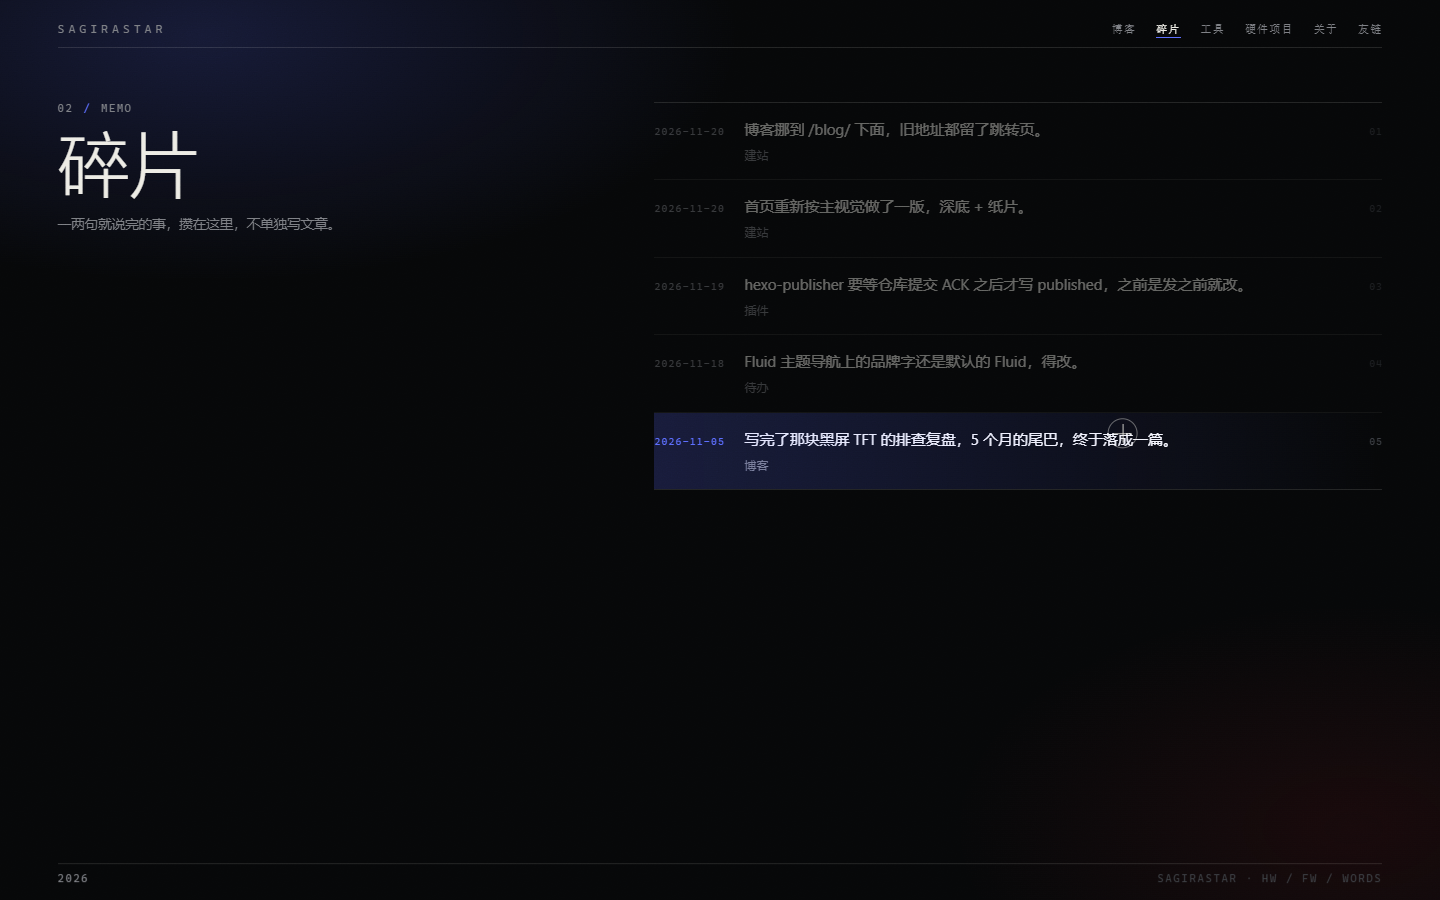 SAGIRASTAR
博客 碎片 工具 硬件项目 关于 友链
02 / MEMO
碎片
一两句就说完的事，攒在这里，不单独写文章。
2026-11-20 博客挪到 /blog/ 下面，旧地址都留了跳转页。 01
建站
2026-11-20 首页重新按主视觉做了一版，深底 + 纸片。 02
建站
2026-11-19 hexo-publisher 要等仓库提交 ACK 之后才写 published，之前是发之前就改。 03
插件
2026-11-18 Fluid 主题导航上的品牌字还是默认的 Fluid，得改。 04
待办
2026-11-05 写完了那块黑屏 TFT 的排查复盘，5 个月的尾巴，终于落成一篇。 05
博客
2026
SAGIRASTAR · HW / FW / WORDS